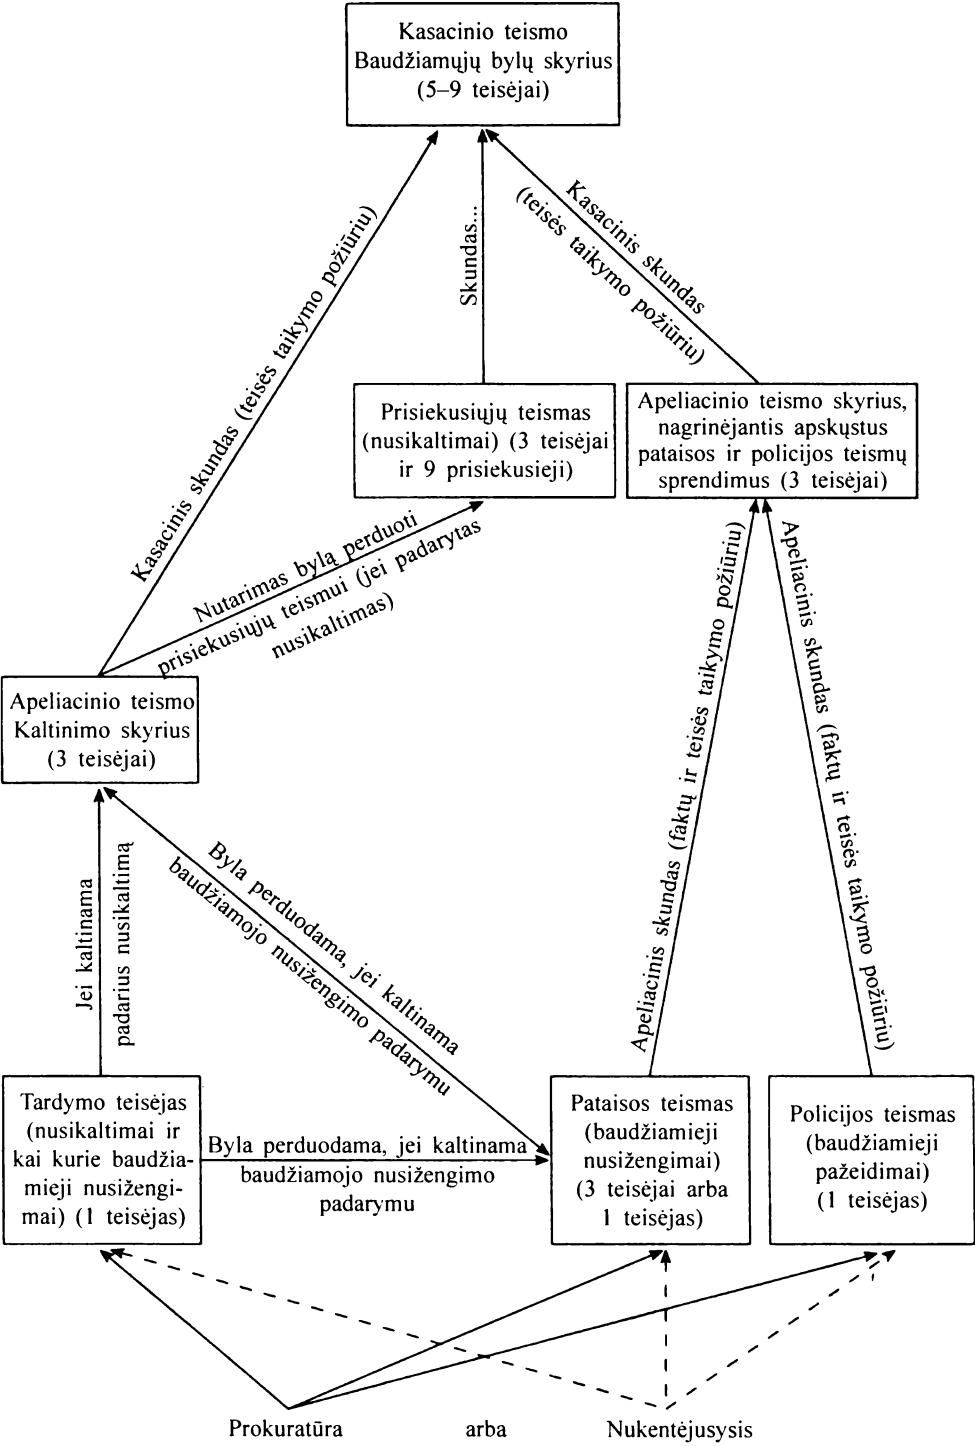 Kasacinio teismo
Baudžiamųjų bylų skyrius
(5–9 teisėjai)
Kasacinis skundas (teisės taikymo požiūriu)
Skundas...
Kasacinis skundas
(teisės taikymo požiūriu)
Prisiekusiųjų teismas
(nusikaltimai) (3 teisėjai
ir 9 prisiekusieji)
Apeliacinio teismo skyrius,
nagrinėjantis apskųstus
pataisos ir policijos teismų
sprendimus (3 teisėjai)
Nutarimas bylą perduoti
prisiekusiųjų teismui (jei padarytas
nusikaltimas)
Apeliacinio teismo
Kaltinimo skyrius
(3 teisėjai)
Jei kaltinama
padarius nusikaltimą
Byla perduodama, jei kaltinama
baudžiamojo nusižengimo padarymu
Apeliacinis skundas (faktų ir teisės taikymo požiūriu)
Apeliacinis skundas (faktų ir teisės taikymo požiūriu)
Tardymo teisėjas
(nusikaltimai ir
kai kurie baudžia-
mieji nusižengi-
mai) (1 teisėjas)
Byla perduodama, jei kaltinama
baudžiamojo nusižengimo
padarymu
Pataisos teismas
(baudžiamieji
nusižengimai)
(3 teisėjai arba
1 teisėjas)
Policijos teismas
(baudžiamieji
pažeidimai)
(1 teisėjas)
Prokuratūra arba Nukentėjusysis